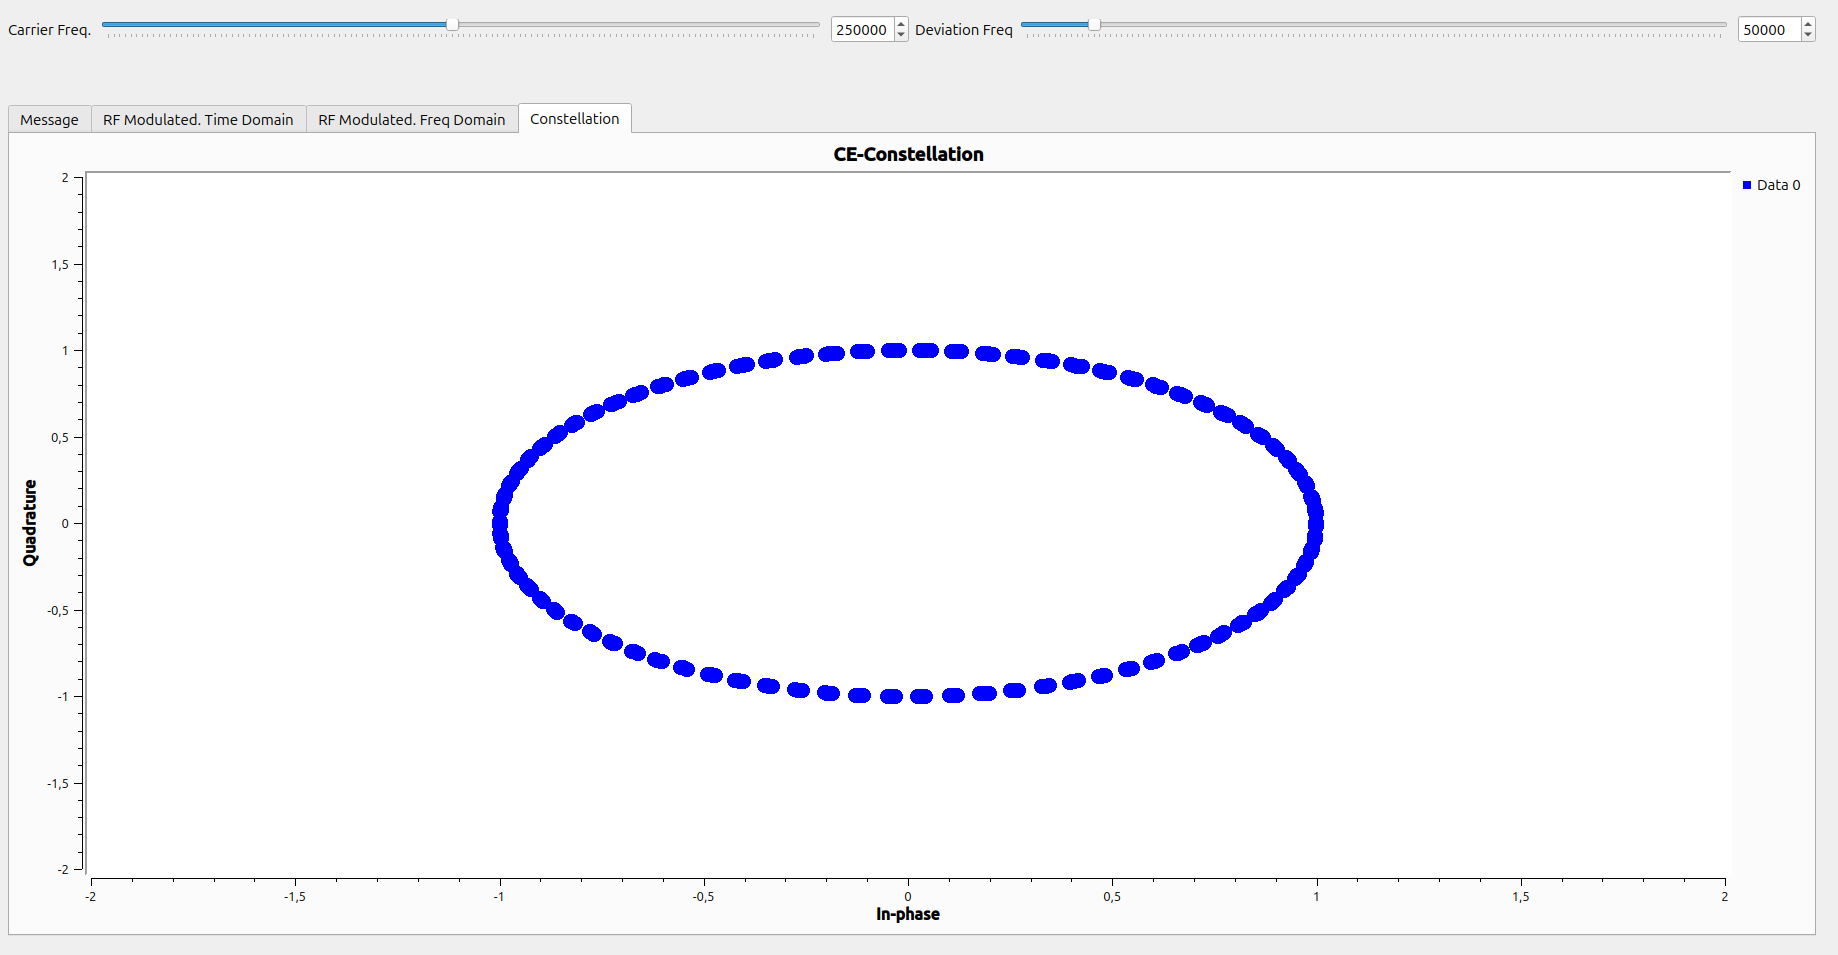 Carrier Freq. 250000 Deviation Freq 50000
Message RF Modulated. Time Domain RF Modulated. Freq Domain Constellation
CE-Constellation
Data 0
Quadrature
2
1,5
1
0,5
0
-0,5
-1
-1,5
-2
-2 -1,5 -1 -0,5 0 0,5 1 1,5 2
In-phase